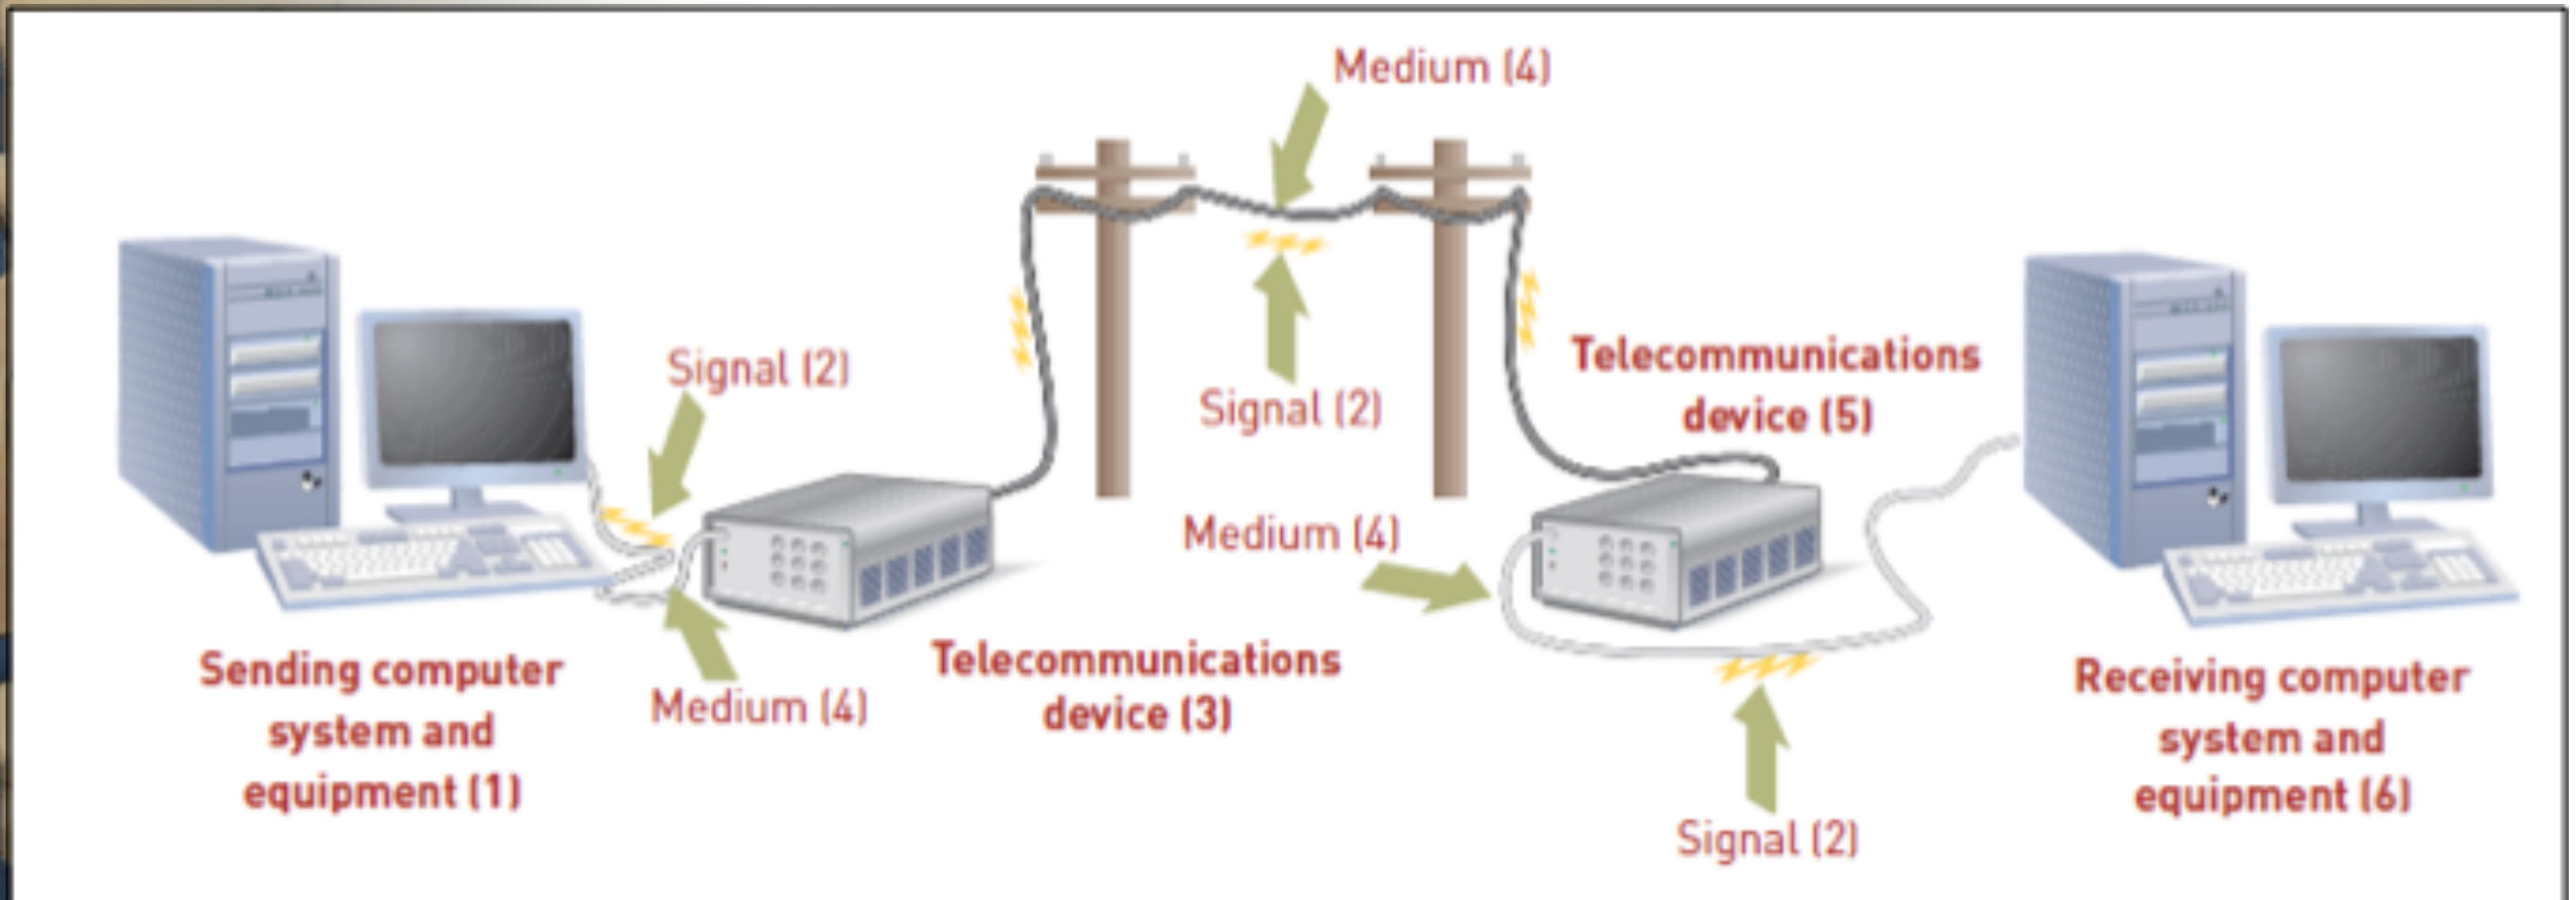 Medium (4)
Signal (2)
Signal (2)
Telecommunications
device (5)
Medium (4)
Sending computer
system and
equipment (1)
Medium (4)
Telecommunications
device (3)
Receiving computer
system and
equipment (6)
Signal (2)